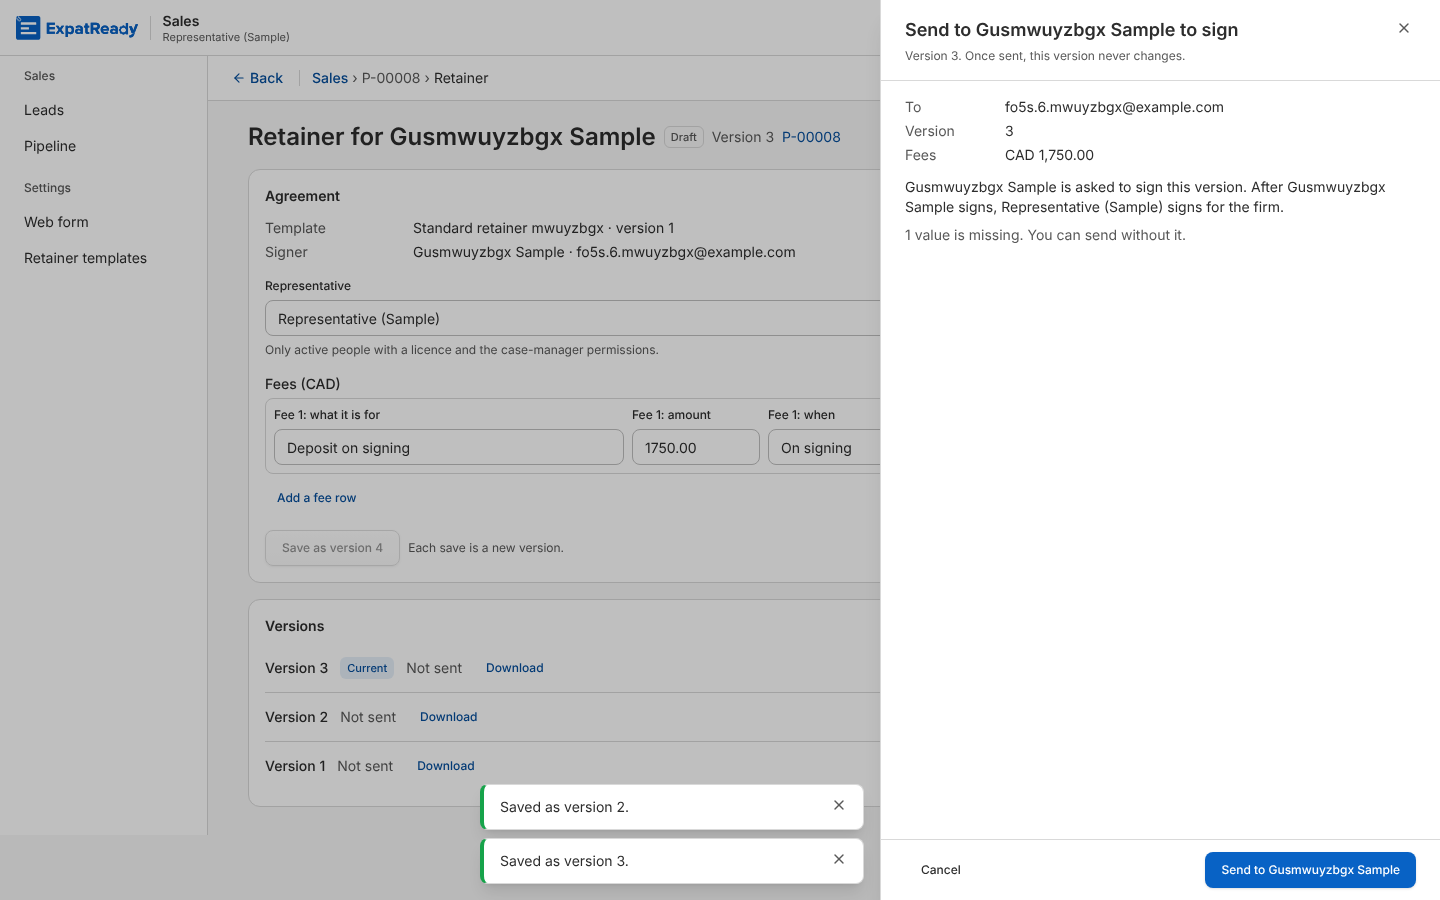 ExpatReady
Sales
Representative (Sample)
Sales
Leads
Pipeline
Settings
Web form
Retainer templates
← Back
Sales › P-00008 › Retainer
Retainer for Gusmwuyzbgx Sample Draft Version 3 P-00008
Agreement
Template Standard retainer mwuyzbgx · version 1
Signer Gusmwuyzbgx Sample · fo5s.6.mwuyzbgx@example.com
Representative
Representative (Sample)
Only active people with a licence and the case-manager permissions.
Fees (CAD)
Fee 1: what it is for Fee 1: amount Fee 1: when
Deposit on signing 1750.00 On signing
Add a fee row
Save as version 4 Each save is a new version.
Versions
Version 3 Current Not sent Download
Version 2 Not sent Download
Version 1 Not sent Download
Saved as version 2.
Saved as version 3.
Send to Gusmwuyzbgx Sample to sign
Version 3. Once sent, this version never changes.
To fo5s.6.mwuyzbgx@example.com
Version 3
Fees CAD 1,750.00
Gusmwuyzbgx Sample is asked to sign this version. After Gusmwuyzbgx
Sample signs, Representative (Sample) signs for the firm.
1 value is missing. You can send without it.
Cancel Send to Gusmwuyzbgx Sample